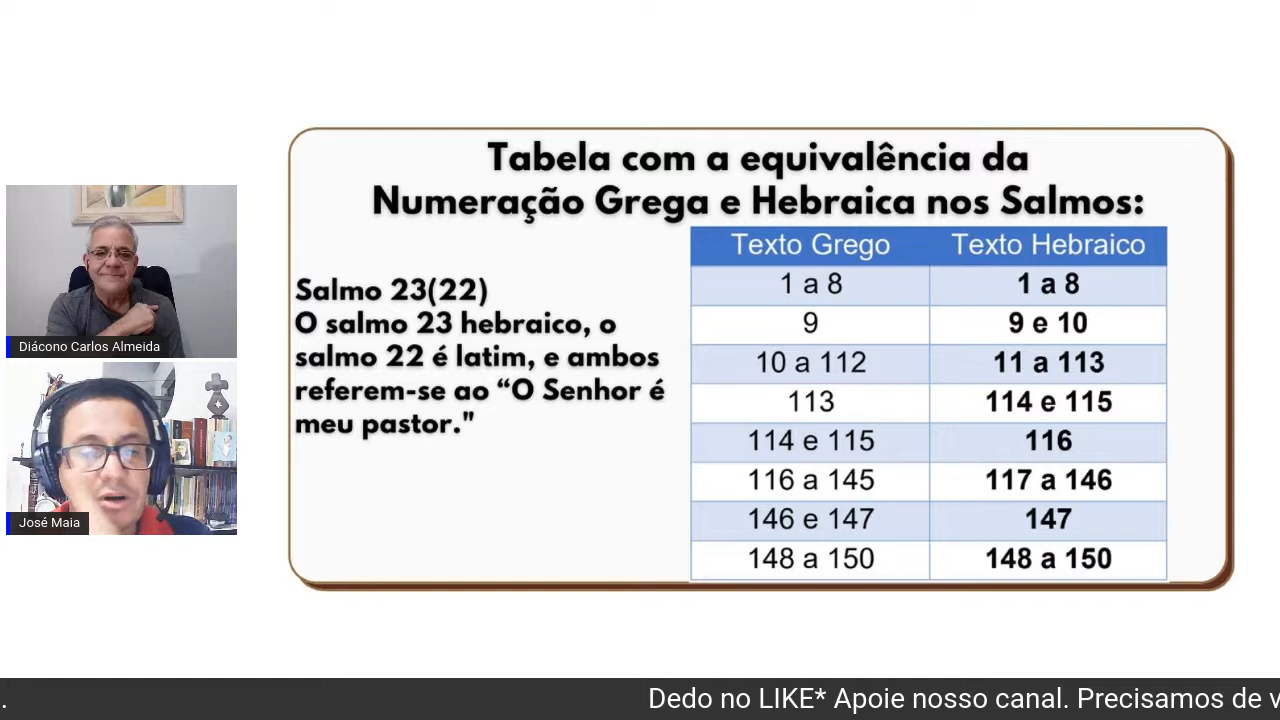 Tabela com a equivalência da
Numeração Grega e Hebraica nos Salmos:
Salmo 23(22)
O salmo 23 hebraico, o
salmo 22 é latim, e ambos
referem-se ao “O Senhor é
meu pastor."
Texto Grego Texto Hebraico
1 a 8 1 a 8
9 9 e 10
10 a 112 11 a 113
113 114 e 115
114 e 115 116
116 a 145 117 a 146
146 e 147 147
148 a 150 148 a 150
Diácono Carlos Almeida
José Maia
. Dedo no LIKE* Apoie nosso canal. Precisamos de